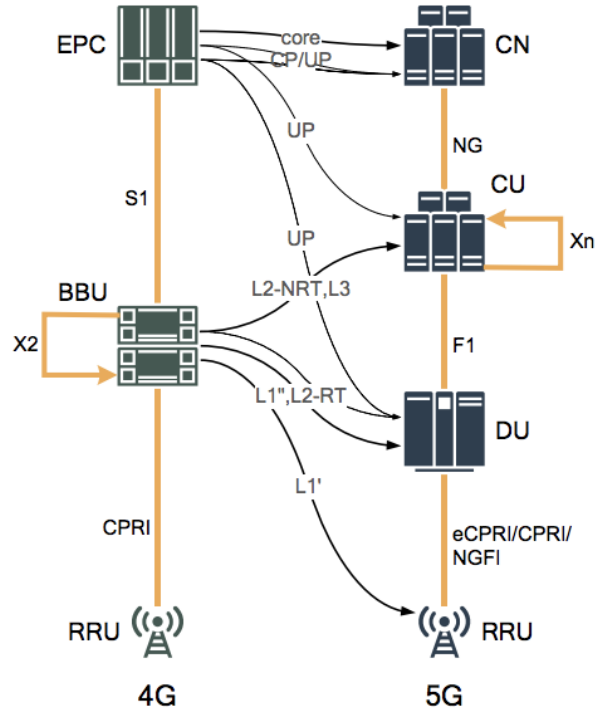 EPC
core
CN
CP/UP
UP
NG
S1
CU
UP
Xn
BBU
L2-NRT,L3
X2
F1
L1",L2-RT
DU
L1'
CPRI
eCPRI/CPRI/
NGFI
RRU
RRU
4G
5G